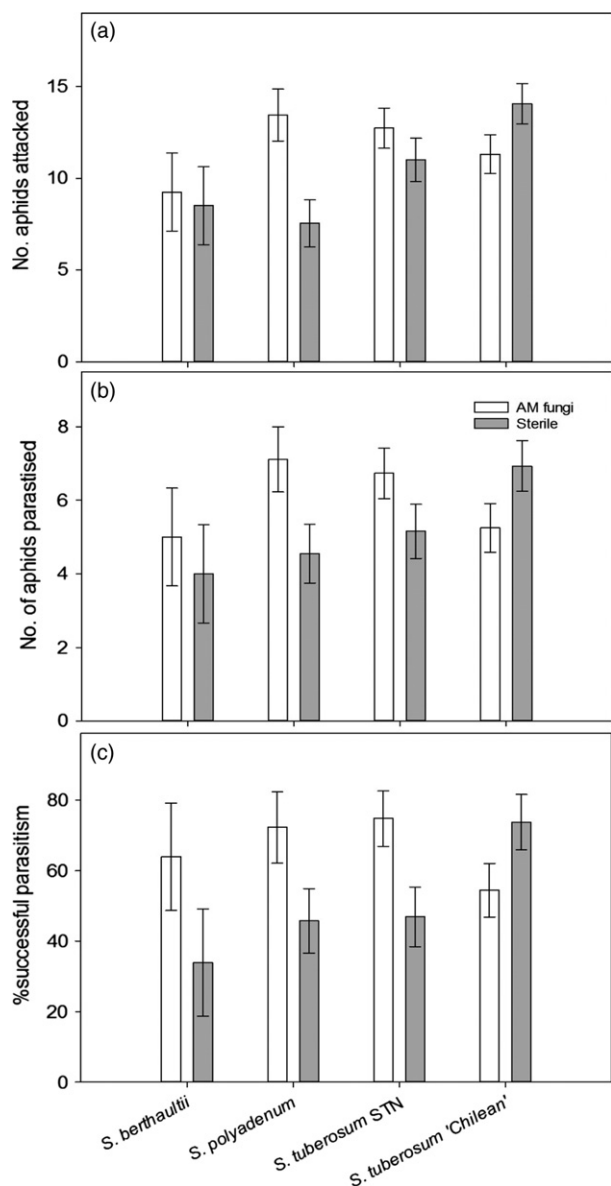 (a)
No. aphids attacked
15
10
5
0
(b)
AM fungi
Sterile
No. of aphids parastised
8
6
4
2
0
(c)
%successful parasitism
80
60
40
20
0
S. berthaultii
S. polyadenum
S. tuberosum STN
S. tuberosum 'Chilean'